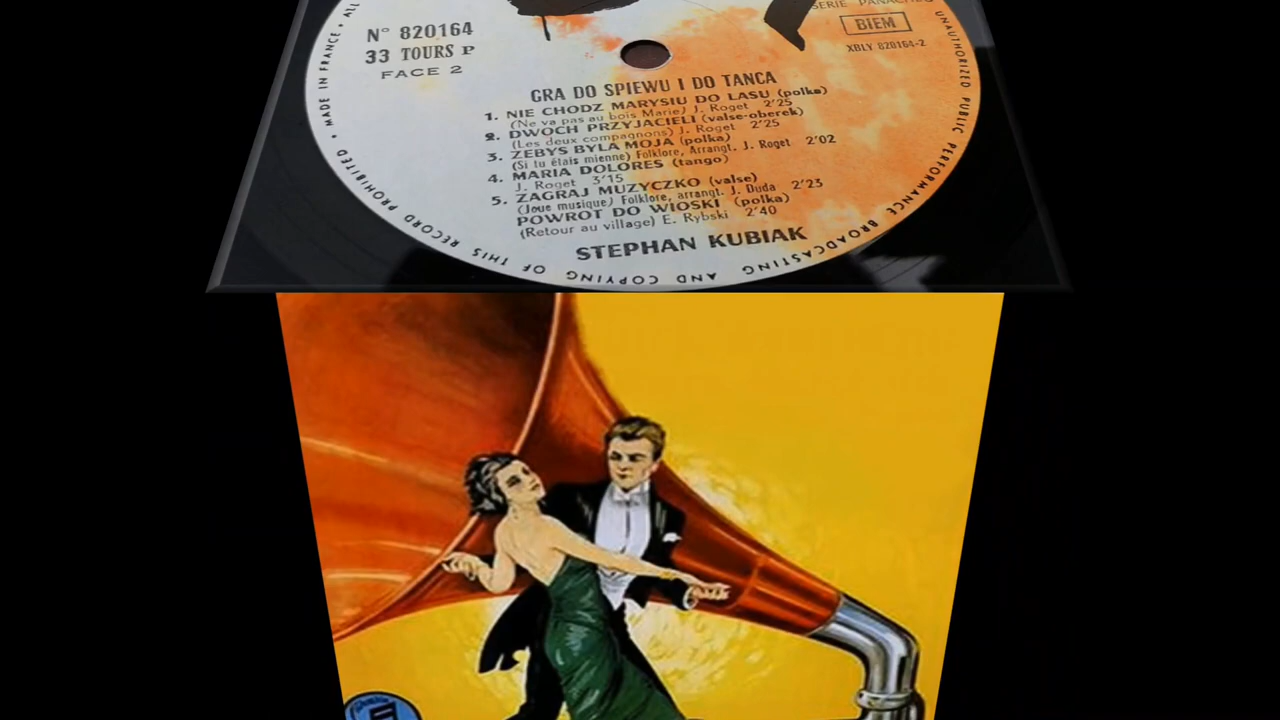 SERIE PANACHE
N° 820164
33 TOURS P
FACE 2
BIEM
XBLY 820164-2
GRA DO SPIEWU I DO TANCA
1. NIE CHODZ MARYSIU DO LASU (polka)
(Ne va pas au bois Marie) J. Roget 2'25
2. DWOCH PRZYJACIELI (valse-oberek)
(Les deux compagnons) J. Roget 2'25
3. ZEBYS BYLA MOJA (polka)
(Si tu étais mienne) Folklore, Arrangt. J. Roget 2'02
4. MARIA DOLORES (tango)
J. Roget 3'15
5. ZAGRAJ MUZYCZKO (valse)
(Joue musique) Folklore, arrangt. J. Duda 2'23
POWROT DO WIOSKI (polka)
(Retour au village) E. Rybski 2'40
STEPHAN KUBIAK
MADE IN FRANCE • ALL
UNAUTHORIZED PUBLIC PERFORMANCE BROADCASTING AND COPYING OF THIS RECORD PROHIBITED •